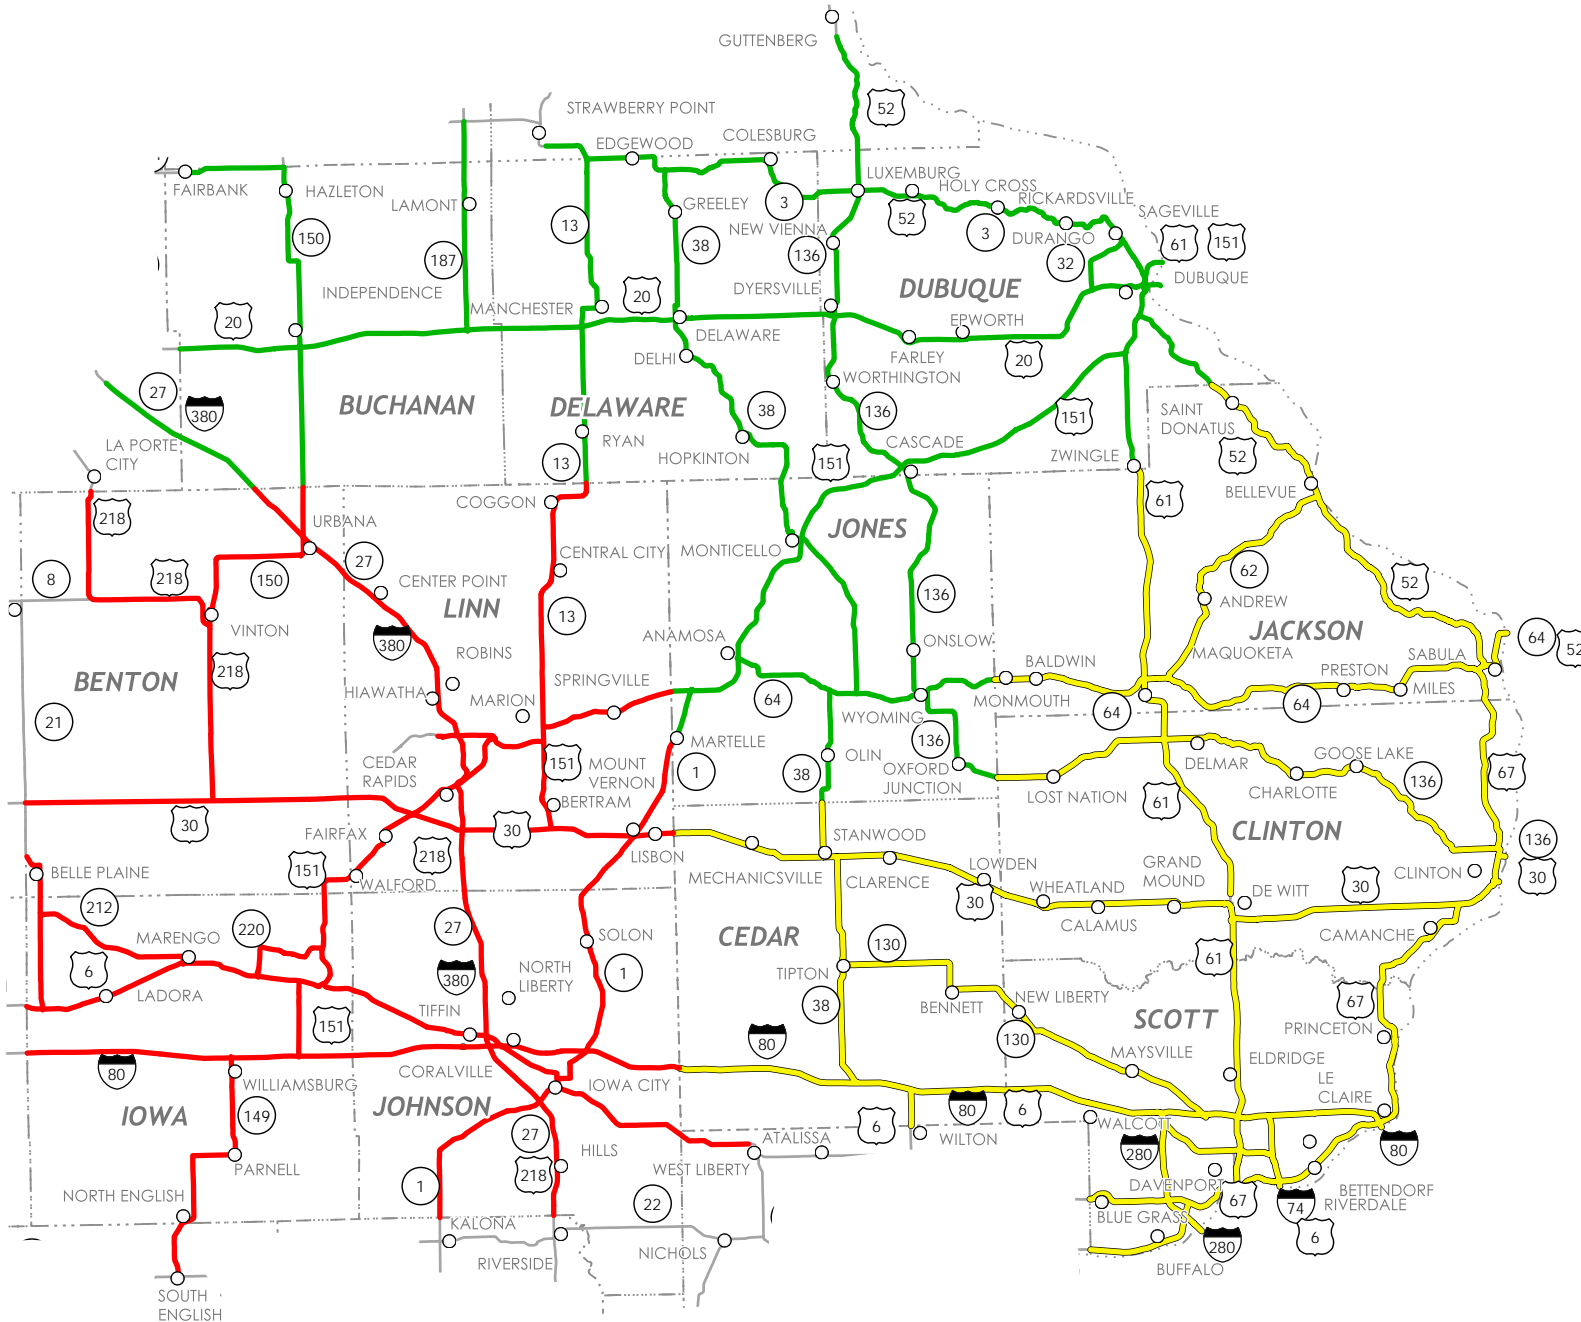 GUTTENBERG
52
STRAWBERRY POINT
EDGEWOOD
COLESBURG
FAIRBANK
HAZLETON
LAMONT
GREELEY
3
LUXEMBURG
HOLY CROSS
RICKARDSVILLE
SAGEVILLE
52
3
DURANGO
61
151
150
187
13
38
NEW VIENNA
136
32
DUBUQUE
INDEPENDENCE
MANCHESTER
20
DYERSVILLE
DUBUQUE
20
DELAWARE
EPWORTH
DELHI
FARLEY
20
WORTHINGTON
27
380
BUCHANAN
DELAWARE
38
136
151
SAINT
DONATUS
LA PORTE
CITY
RYAN
13
HOPKINTON
151
CASCADE
ZWINGLE
52
BELLEVUE
218
COGGON
61
URBANA
JONES
CENTRAL CITY
MONTICELLO
8
218
150
27
CENTER POINT
LINN
13
136
62
ANDREW
52
VINTON
380
ROBINS
ANAMOSA
ONSLOW
JACKSON
64
52
MAQUOKETA
BENTON
218
HIAWATHA
MARION
SPRINGVILLE
BALDWIN
PRESTON
SABULA
MILES
64
WYOMING
MONMOUTH
64
64
21
CEDAR
RAPIDS
151
MOUNT
VERNON
MARTELLE
1
OLIN
38
136
OXFORD
JUNCTION
LOST NATION
DELMAR
GOOSE LAKE
CHARLOTTE
136
67
BERTRAM
61
30
FAIRFAX
218
30
LISBON
STANWOOD
CLINTON
136
BELLE PLAINE
151
WALFORD
MECHANICSVILLE
CLARENCE
LOWDEN
30
WHEATLAND
GRAND
MOUND
CALAMUS
DE WITT
30
CLINTON
30
212
MARENGO
220
27
SOLON
CEDAR
130
CAMANCHE
6
LADORA
380
NORTH
LIBERTY
1
TIPTON
BENNETT
61
TIFFIN
151
38
NEW LIBERTY
130
SCOTT
67
PRINCETON
80
80
MAYSVILLE
ELDRIDGE
LE
CLAIRE
WILLIAMSBURG
CORALVILLE
IOWA CITY
IOWA
149
JOHNSON
27
6
80
6
WALCOTT
WILTON
ATALISSA
PARNELL
HILLS
218
WEST LIBERTY
280
80
NORTH ENGLISH
1
22
DAVENPORT
67
74
BETTENDORF
RIVERDALE
BLUE GRASS
KALONA
RIVERSIDE
NICHOLS
280
6
BUFFALO
SOUTH
ENGLISH